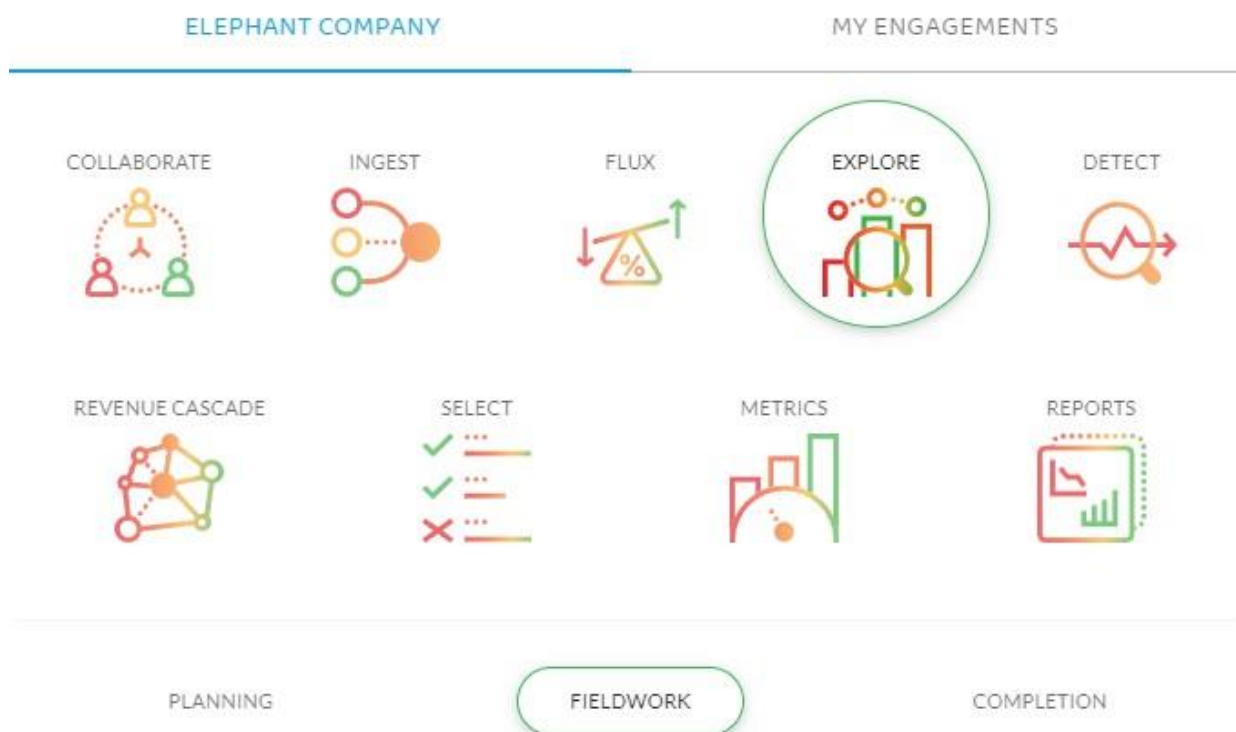 ELEPHANT COMPANY MY ENGAGEMENTS
COLLABORATE INGEST FLUX EXPLORE DETECT
%
REVENUE CASCADE SELECT METRICS REPORTS
PLANNING FIELDWORK COMPLETION